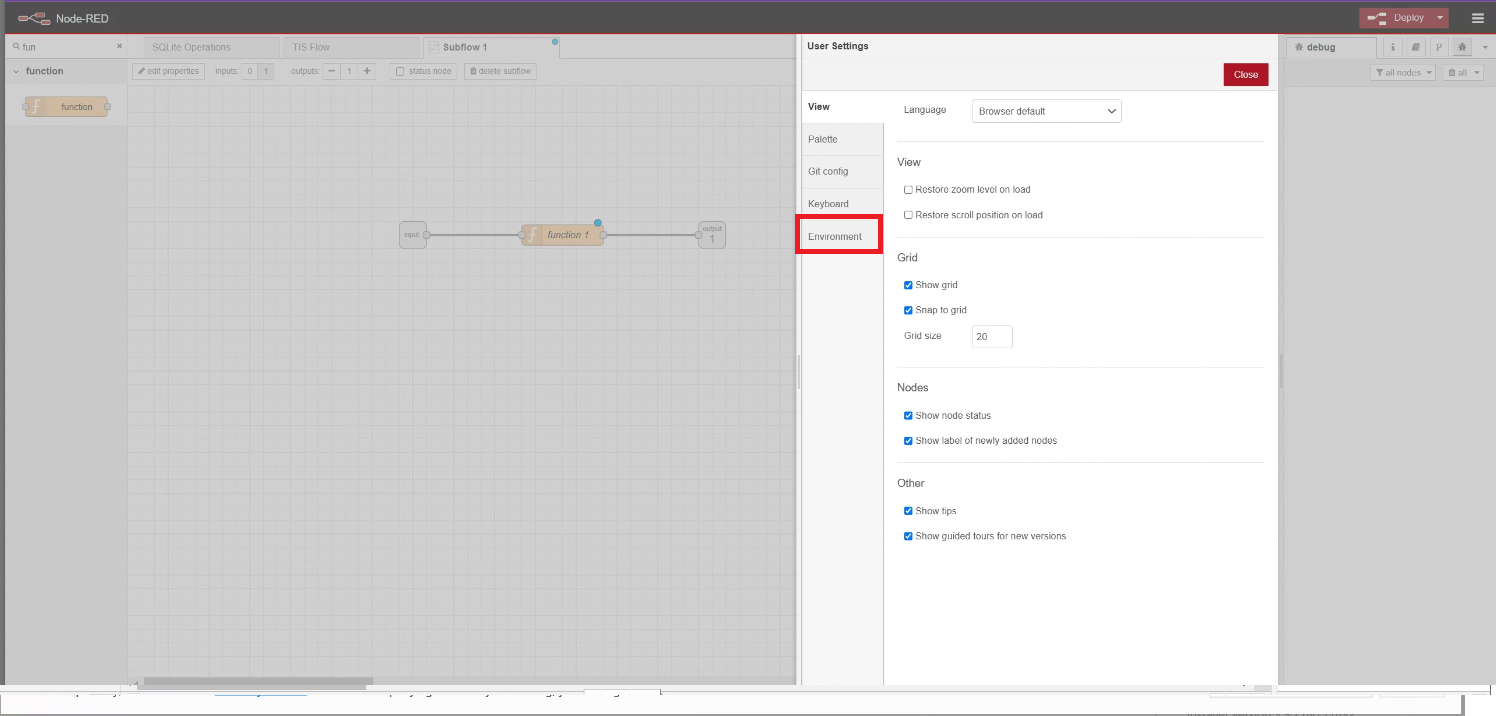 Node-RED
Deploy
fun
SQLite Operations
TIS Flow
Subflow 1
User Settings
debug
function
edit properties
inputs: 0 1
outputs: 1
status node
delete subflow
Close
all nodes
all
function
View
Palette
Git config
Keyboard
Environment
Language
Browser default
View
Restore zoom level on load
Restore scroll position on load
input
function 1
output
1
Grid
Show grid
Snap to grid
Grid size
20
Nodes
Show node status
Show label of newly added nodes
Other
Show tips
Show guided tours for new versions